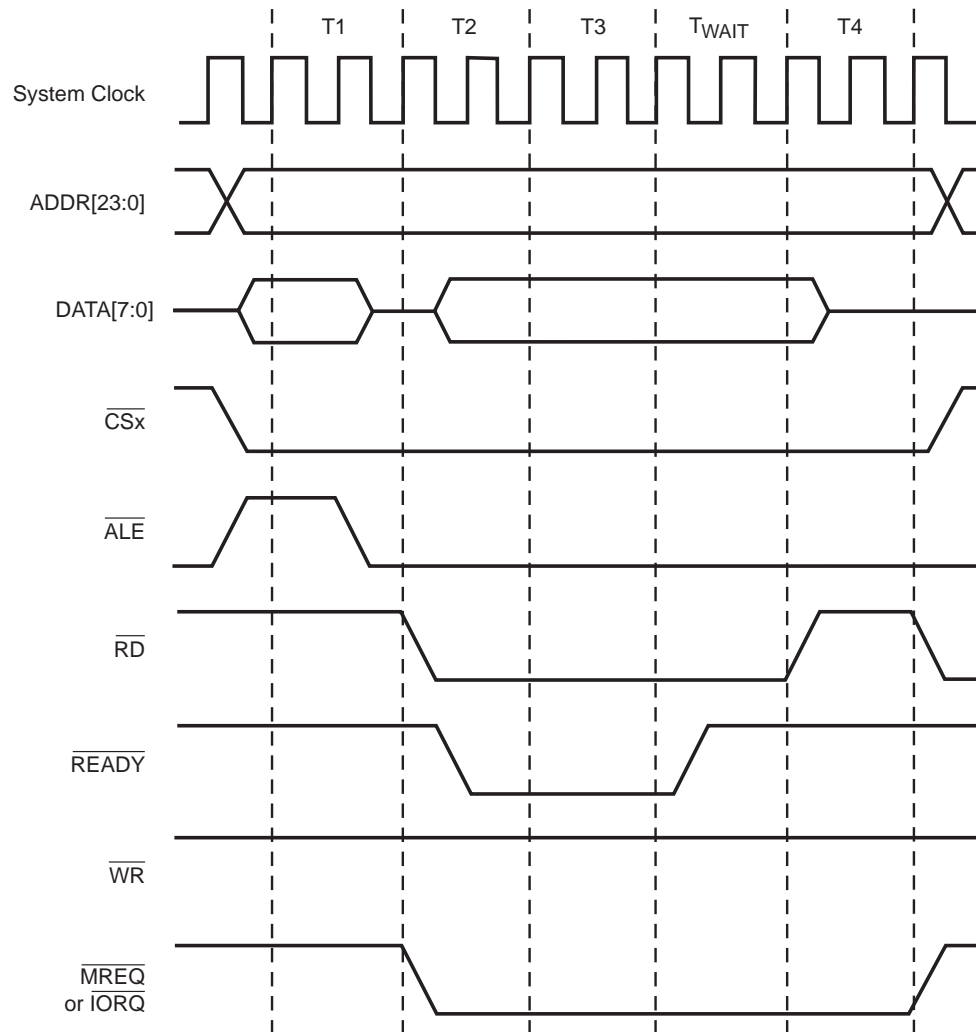 T1 T2 T3 TWAIT T4
System Clock
ADDR[23:0]
DATA[7:0]
CSx
ALE
RD
READY
WR
MREQ
or IORQ